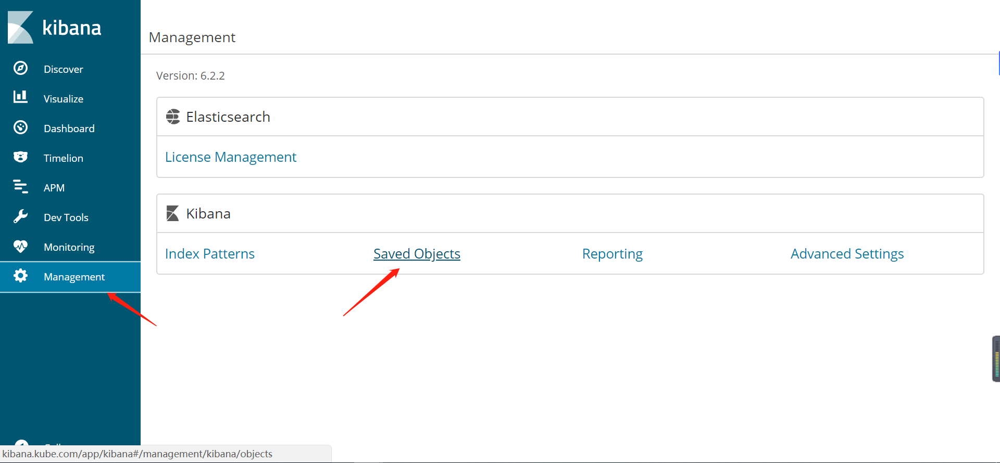 kibana
Discover
Visualize
Dashboard
Timelion
APM
Dev Tools
Monitoring
Management
Management
Version: 6.2.2
Elasticsearch
License Management
Kibana
Index Patterns
Saved Objects
Reporting
Advanced Settings
kibana.kube.com/app/kibana#/management/kibana/objects